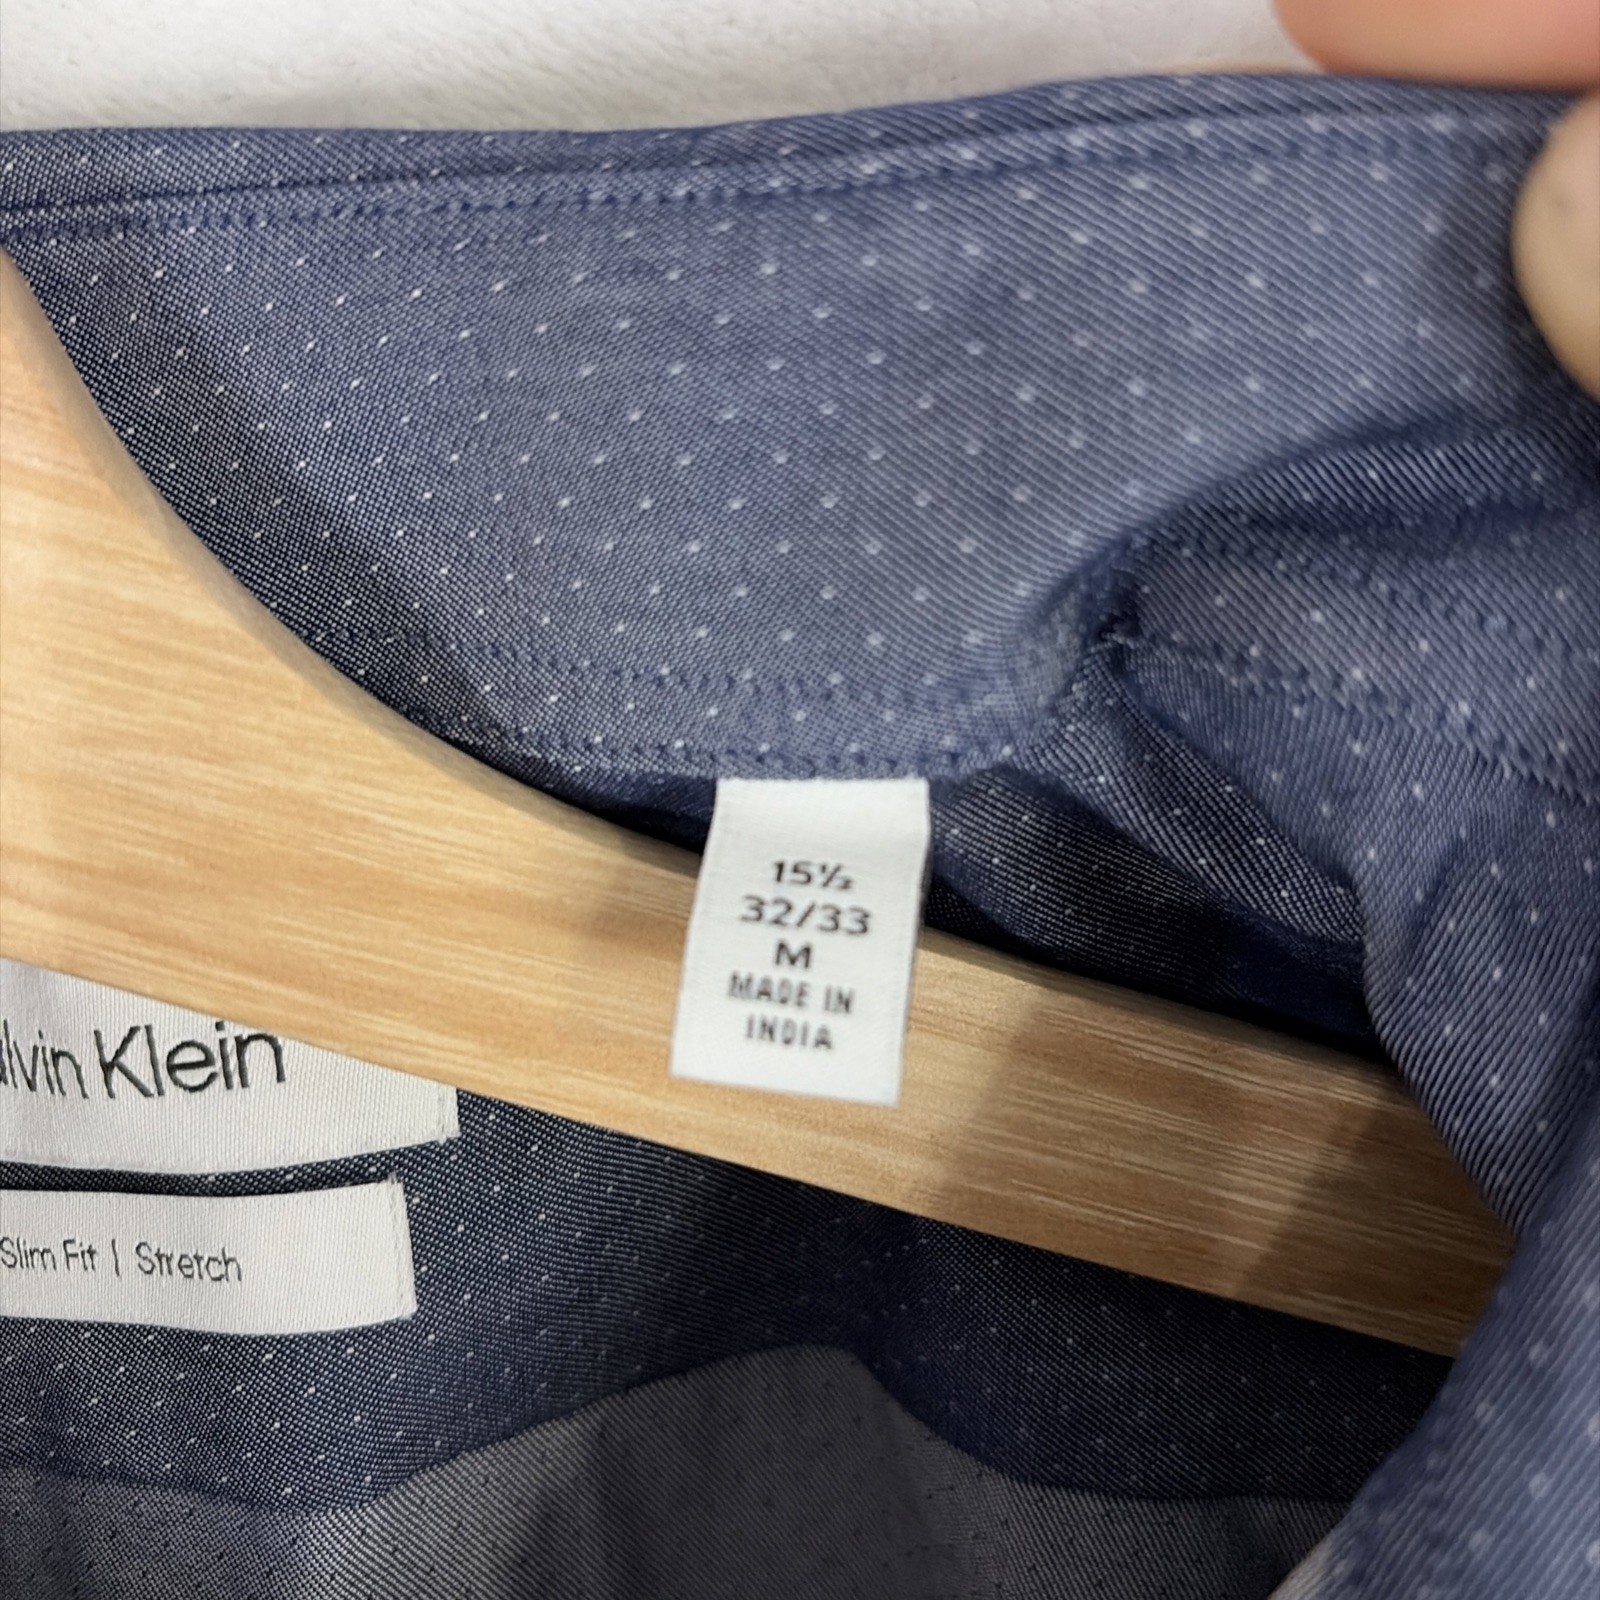 15½
32/33
M
MADE IN
INDIA
alvin Klein
Slim Fit | Stretch